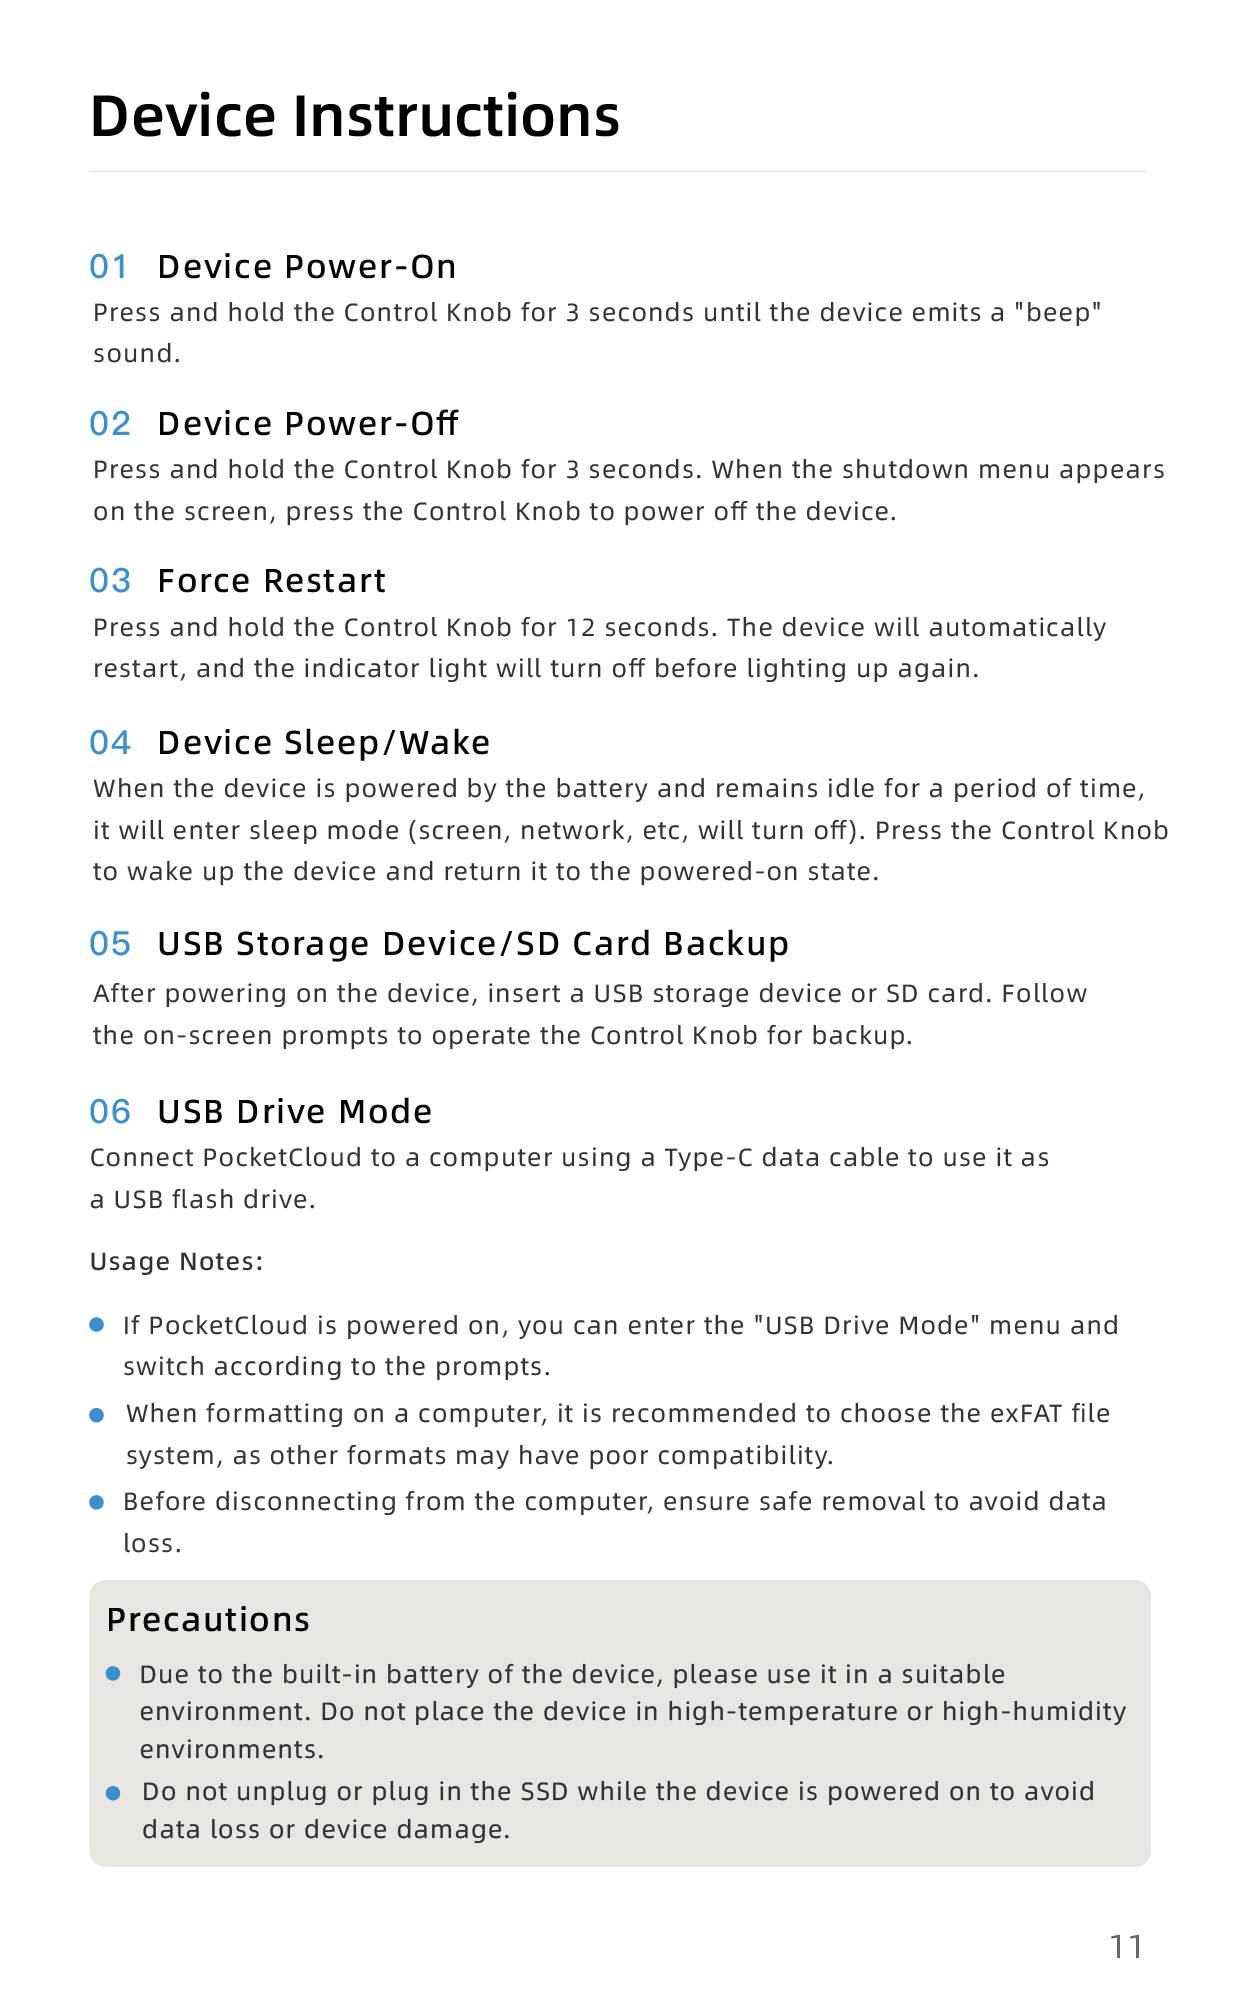 Device Instructions
01 Device Power-On
Press and hold the Control Knob for 3 seconds until the device emits a "beep"
sound.
02 Device Power-Off
Press and hold the Control Knob for 3 seconds. When the shutdown menu appears
on the screen, press the Control Knob to power off the device.
03 Force Restart
Press and hold the Control Knob for 12 seconds. The device will automatically
restart, and the indicator light will turn off before lighting up again.
04 Device Sleep/Wake
When the device is powered by the battery and remains idle for a period of time,
it will enter sleep mode (screen, network, etc, will turn off). Press the Control Knob
to wake up the device and return it to the powered-on state.
05 USB Storage Device/SD Card Backup
After powering on the device, insert a USB storage device or SD card. Follow
the on-screen prompts to operate the Control Knob for backup.
06 USB Drive Mode
Connect PocketCloud to a computer using a Type-C data cable to use it as
a USB flash drive.
Usage Notes:
● If PocketCloud is powered on, you can enter the "USB Drive Mode" menu and
switch according to the prompts.
● When formatting on a computer, it is recommended to choose the exFAT file
system, as other formats may have poor compatibility.
● Before disconnecting from the computer, ensure safe removal to avoid data
loss.
Precautions
● Due to the built-in battery of the device, please use it in a suitable
environment. Do not place the device in high-temperature or high-humidity
environments.
● Do not unplug or plug in the SSD while the device is powered on to avoid
data loss or device damage.
11